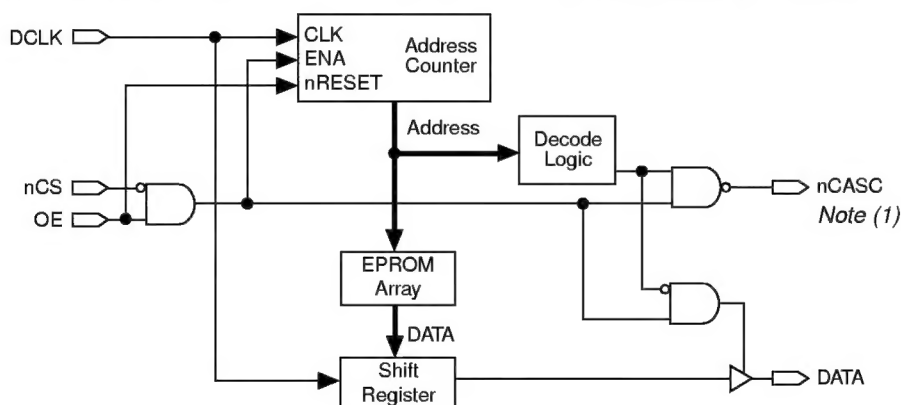 DCLK
CLK
ENA
nRESET
Address
Counter
Address
Decode
Logic
nCS
OE
nCASC
Note (1)
EPROM
Array
DATA
Shift
Register
DATA